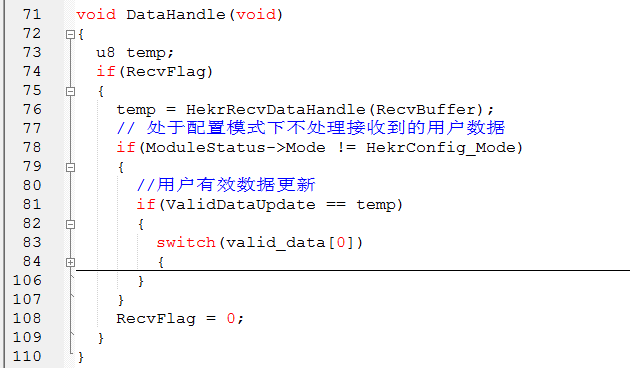 71 void DataHandle(void)
72 {
73 u8 temp;
74 if(RecvFlag)
75 {
76 temp = HekrRecvDataHandle(RecvBuffer);
77 // 处于配置模式下不处理接收到的用户数据
78 if(ModuleStatus->Mode != HekrConfig_Mode)
79 {
80 //用户有效数据更新
81 if(ValidDataUpdate == temp)
82 {
83 switch(valid_data[0])
84 {
106 }
107 }
108 RecvFlag = 0;
109 }
110 }